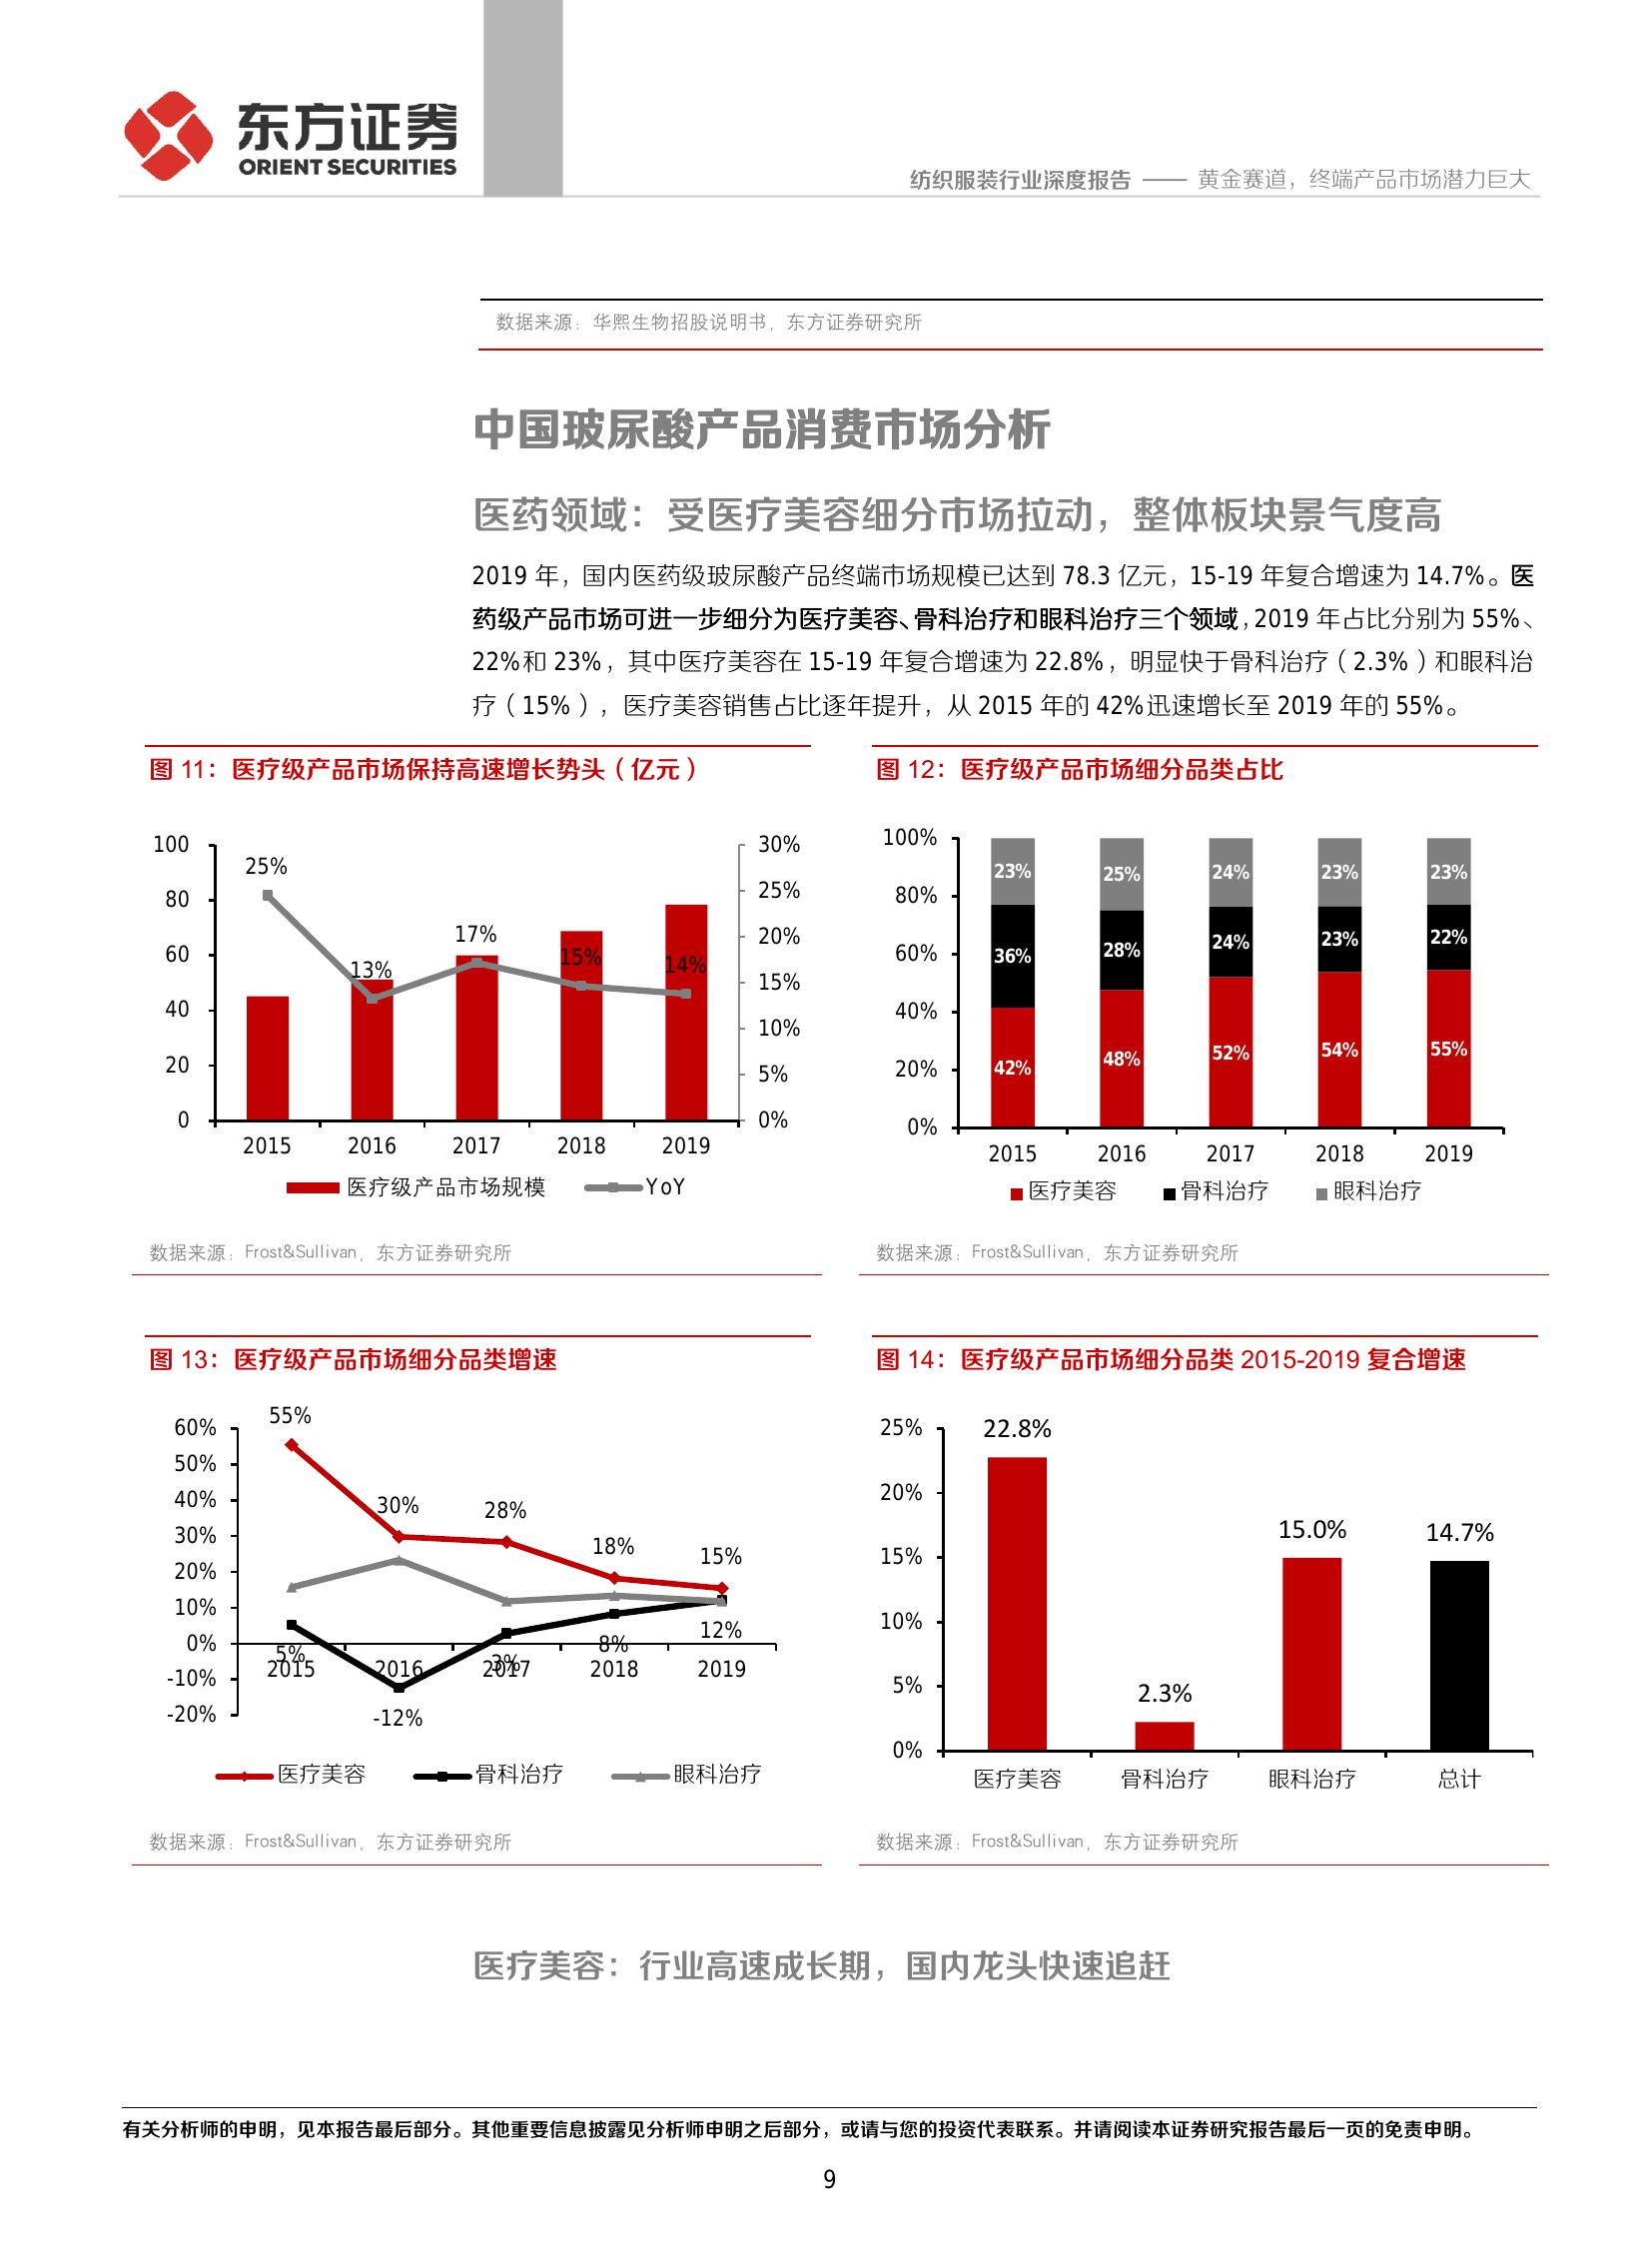 东方证券
ORIENT SECURITIES
纺织服装行业深度报告 —— 黄金赛道，终端产品市场潜力巨大
数据来源：华熙生物招股说明书，东方证券研究所
中国玻尿酸产品消费市场分析
医药领域：受医疗美容细分市场拉动，整体板块景气度高
2019 年，国内医药级玻尿酸产品终端市场规模已达到 78.3 亿元，15-19 年复合增速为 14.7%。医
药级产品市场可进一步细分为医疗美容、骨科治疗和眼科治疗三个领域，2019 年占比分别为 55%、
22%和 23%，其中医疗美容在 15-19 年复合增速为 22.8%，明显快于骨科治疗（2.3%）和眼科治
疗（15%），医疗美容销售占比逐年提升，从 2015 年的 42%迅速增长至 2019 年的 55%。
图 11：医疗级产品市场保持高速增长势头（亿元）
100
80
60
40
20
0
30%
25%
20%
15%
10%
5%
0%
25%
13%
17%
15%
14%
2015 2016 2017 2018 2019
医疗级产品市场规模 YoY
数据来源：Frost&Sullivan，东方证券研究所
图 12：医疗级产品市场细分品类占比
100%
80%
60%
40%
20%
0%
23% 25% 24% 23% 23%
36% 28% 24% 23% 22%
42% 48% 52% 54% 55%
2015 2016 2017 2018 2019
医疗美容 骨科治疗 眼科治疗
数据来源：Frost&Sullivan，东方证券研究所
图 13：医疗级产品市场细分品类增速
60%
50%
40%
30%
20%
10%
0%
-10%
-20%
55%
30%
28%
18%
15%
5%
-12%
3%
8%
12%
2015 2016 2017 2018 2019
医疗美容 骨科治疗 眼科治疗
数据来源：Frost&Sullivan，东方证券研究所
图 14：医疗级产品市场细分品类 2015-2019 复合增速
25%
20%
15%
10%
5%
0%
22.8%
2.3%
15.0%
14.7%
医疗美容 骨科治疗 眼科治疗 总计
数据来源：Frost&Sullivan，东方证券研究所
医疗美容：行业高速成长期，国内龙头快速追赶
有关分析师的申明，见本报告最后部分。其他重要信息披露见分析师申明之后部分，或请与您的投资代表联系。并请阅读本证券研究报告最后一页的免责申明。
9